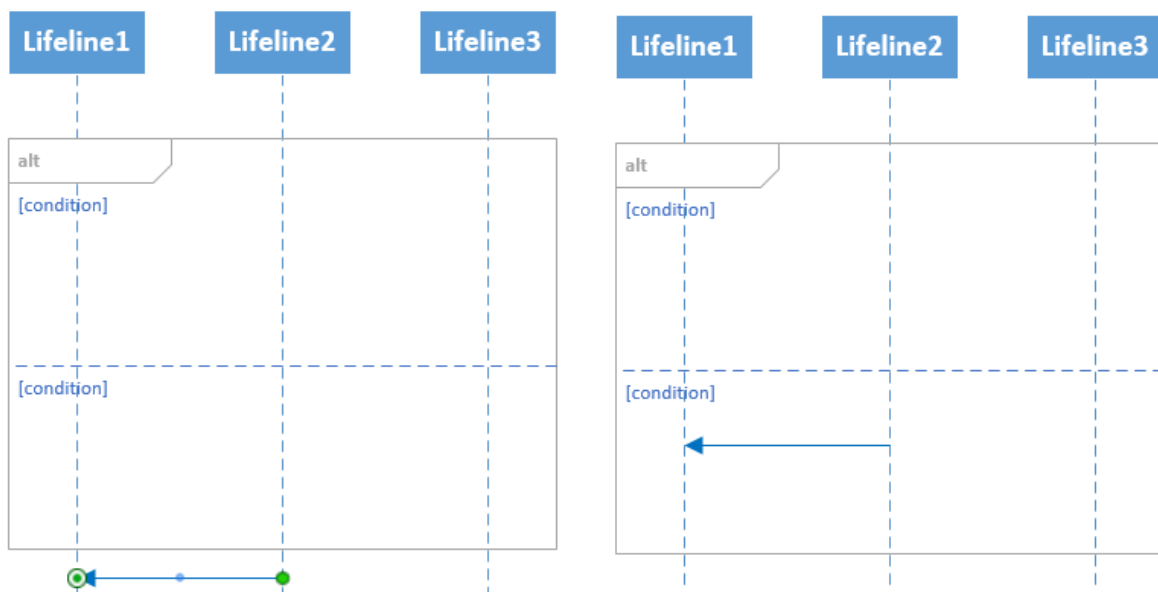 Lifeline1
Lifeline2
Lifeline3
alt
[condition]
[condition]
Lifeline1
Lifeline2
Lifeline3
alt
[condition]
[condition]